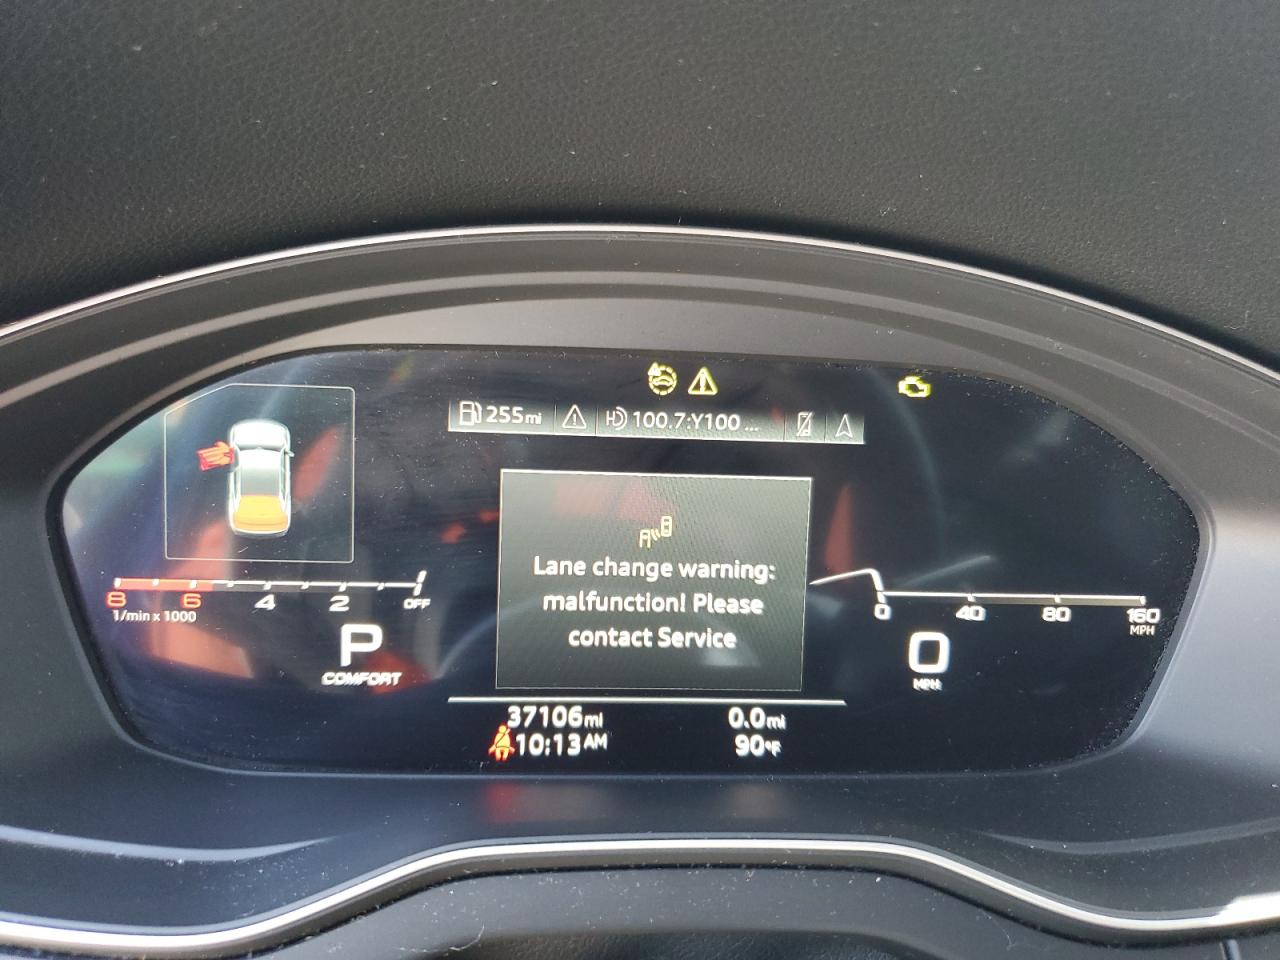 255mi
HD 100.7:Y100 ...
Lane change warning:
malfunction! Please
contact Service
8 6 4 2 OFF
1/min x 1000
P
COMFORT
0 40 80 160
MPH
0
MPH
37106mi 0.0mi
10:13AM 90°F